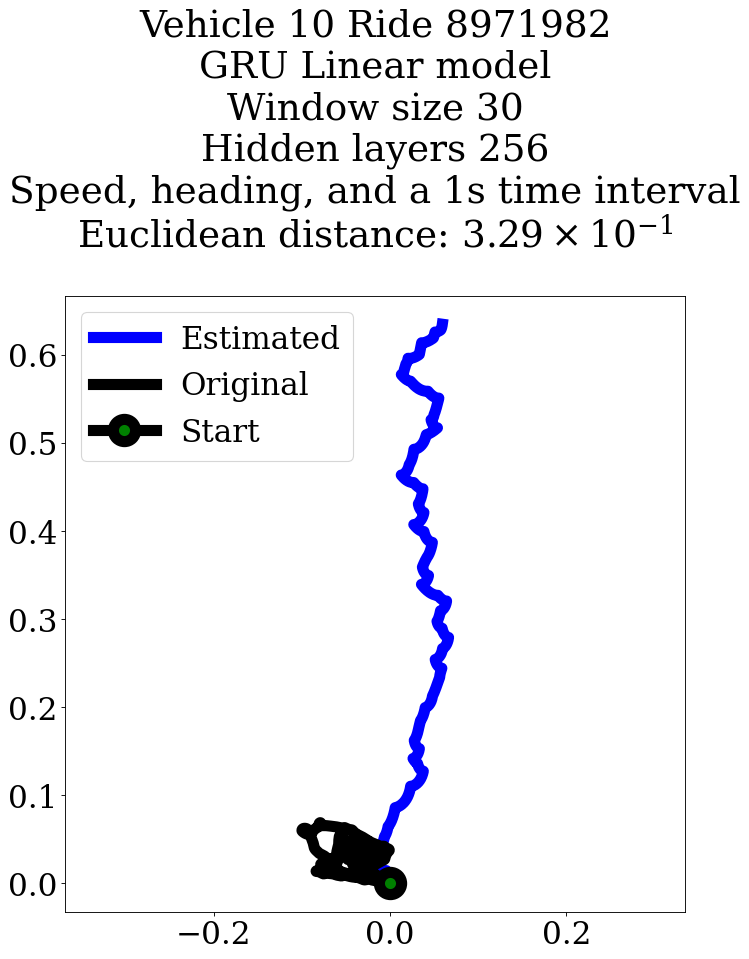 Vehicle 10 Ride 8971982
GRU Linear model
Window size 30
Hidden layers 256
Speed, heading, and a 1s time interval
Euclidean distance: 3.29 × 10⁻¹
Estimated
Original
Start
0.6
0.5
0.4
0.3
0.2
0.1
0.0
−0.2 0.0 0.2